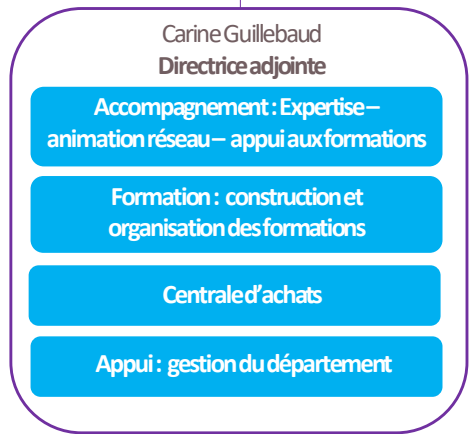 Carine Guillebaud
Directrice adjointe
Accompagnement : Expertise –
animation réseau – appui aux formations
Formation : construction et
organisation des formations
Centrale d'achats
Appui : gestion du département